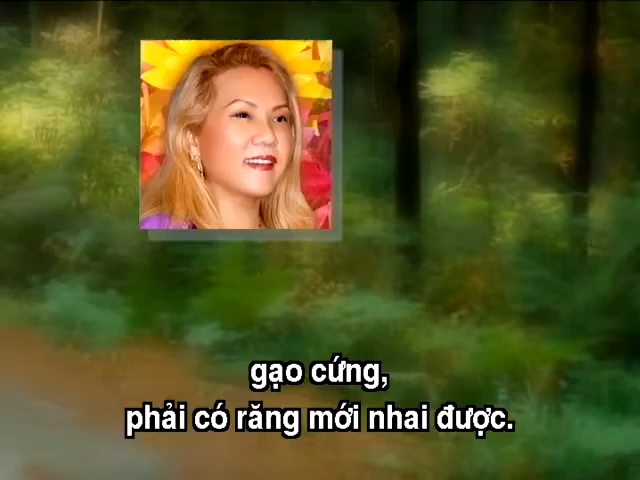 gạo cứng,
phải có răng mới nhai được.